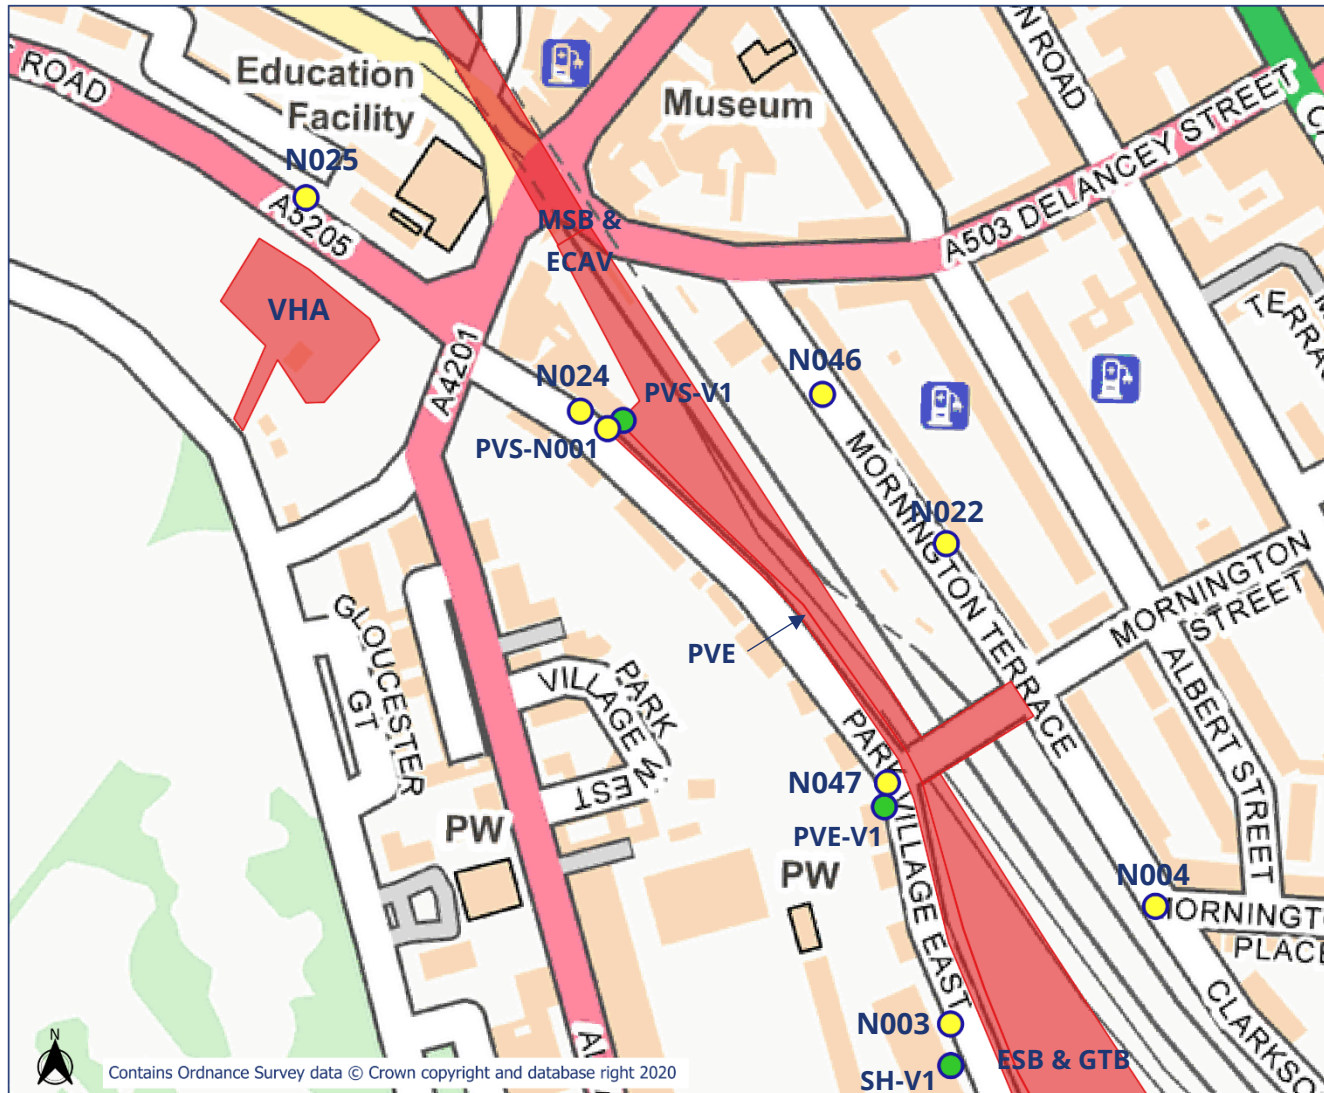 ROAD
Education
Facility
N025
A5205
Museum
N ROAD
A503 DELANCEY STREET
MSB &
ECAV
VHA
A4201
N024
PVS-V1
PVS-N001
N046
MORNINGTON TERRACE
N022
MORNINGTON
STREET
TERRA
PVE
GLOUCESTER
GT
PARK
VILLAGE
WEST
PARK VILLAGE EAST
ALBERT STREET
N047
PVE-V1
PW
PW
N004
MORNINGT
PLACE
CLARKSO
N003
SH-V1
ESB & GTB
N
Contains Ordnance Survey data © Crown copyright and database right 2020